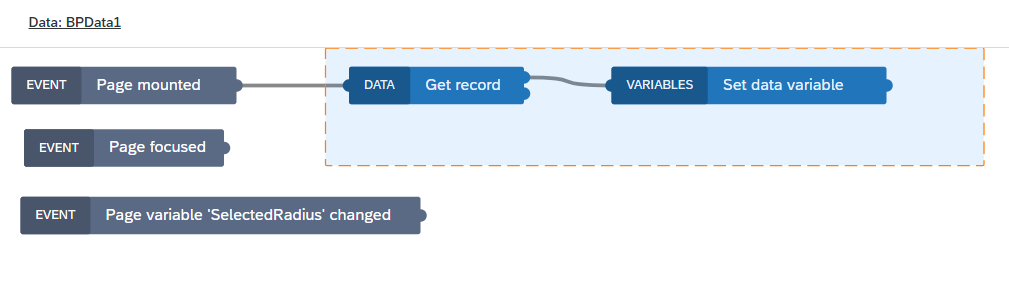 Data: BPData1
EVENT Page mounted DATA Get record VARIABLES Set data variable
EVENT Page focused
EVENT Page variable 'SelectedRadius' changed